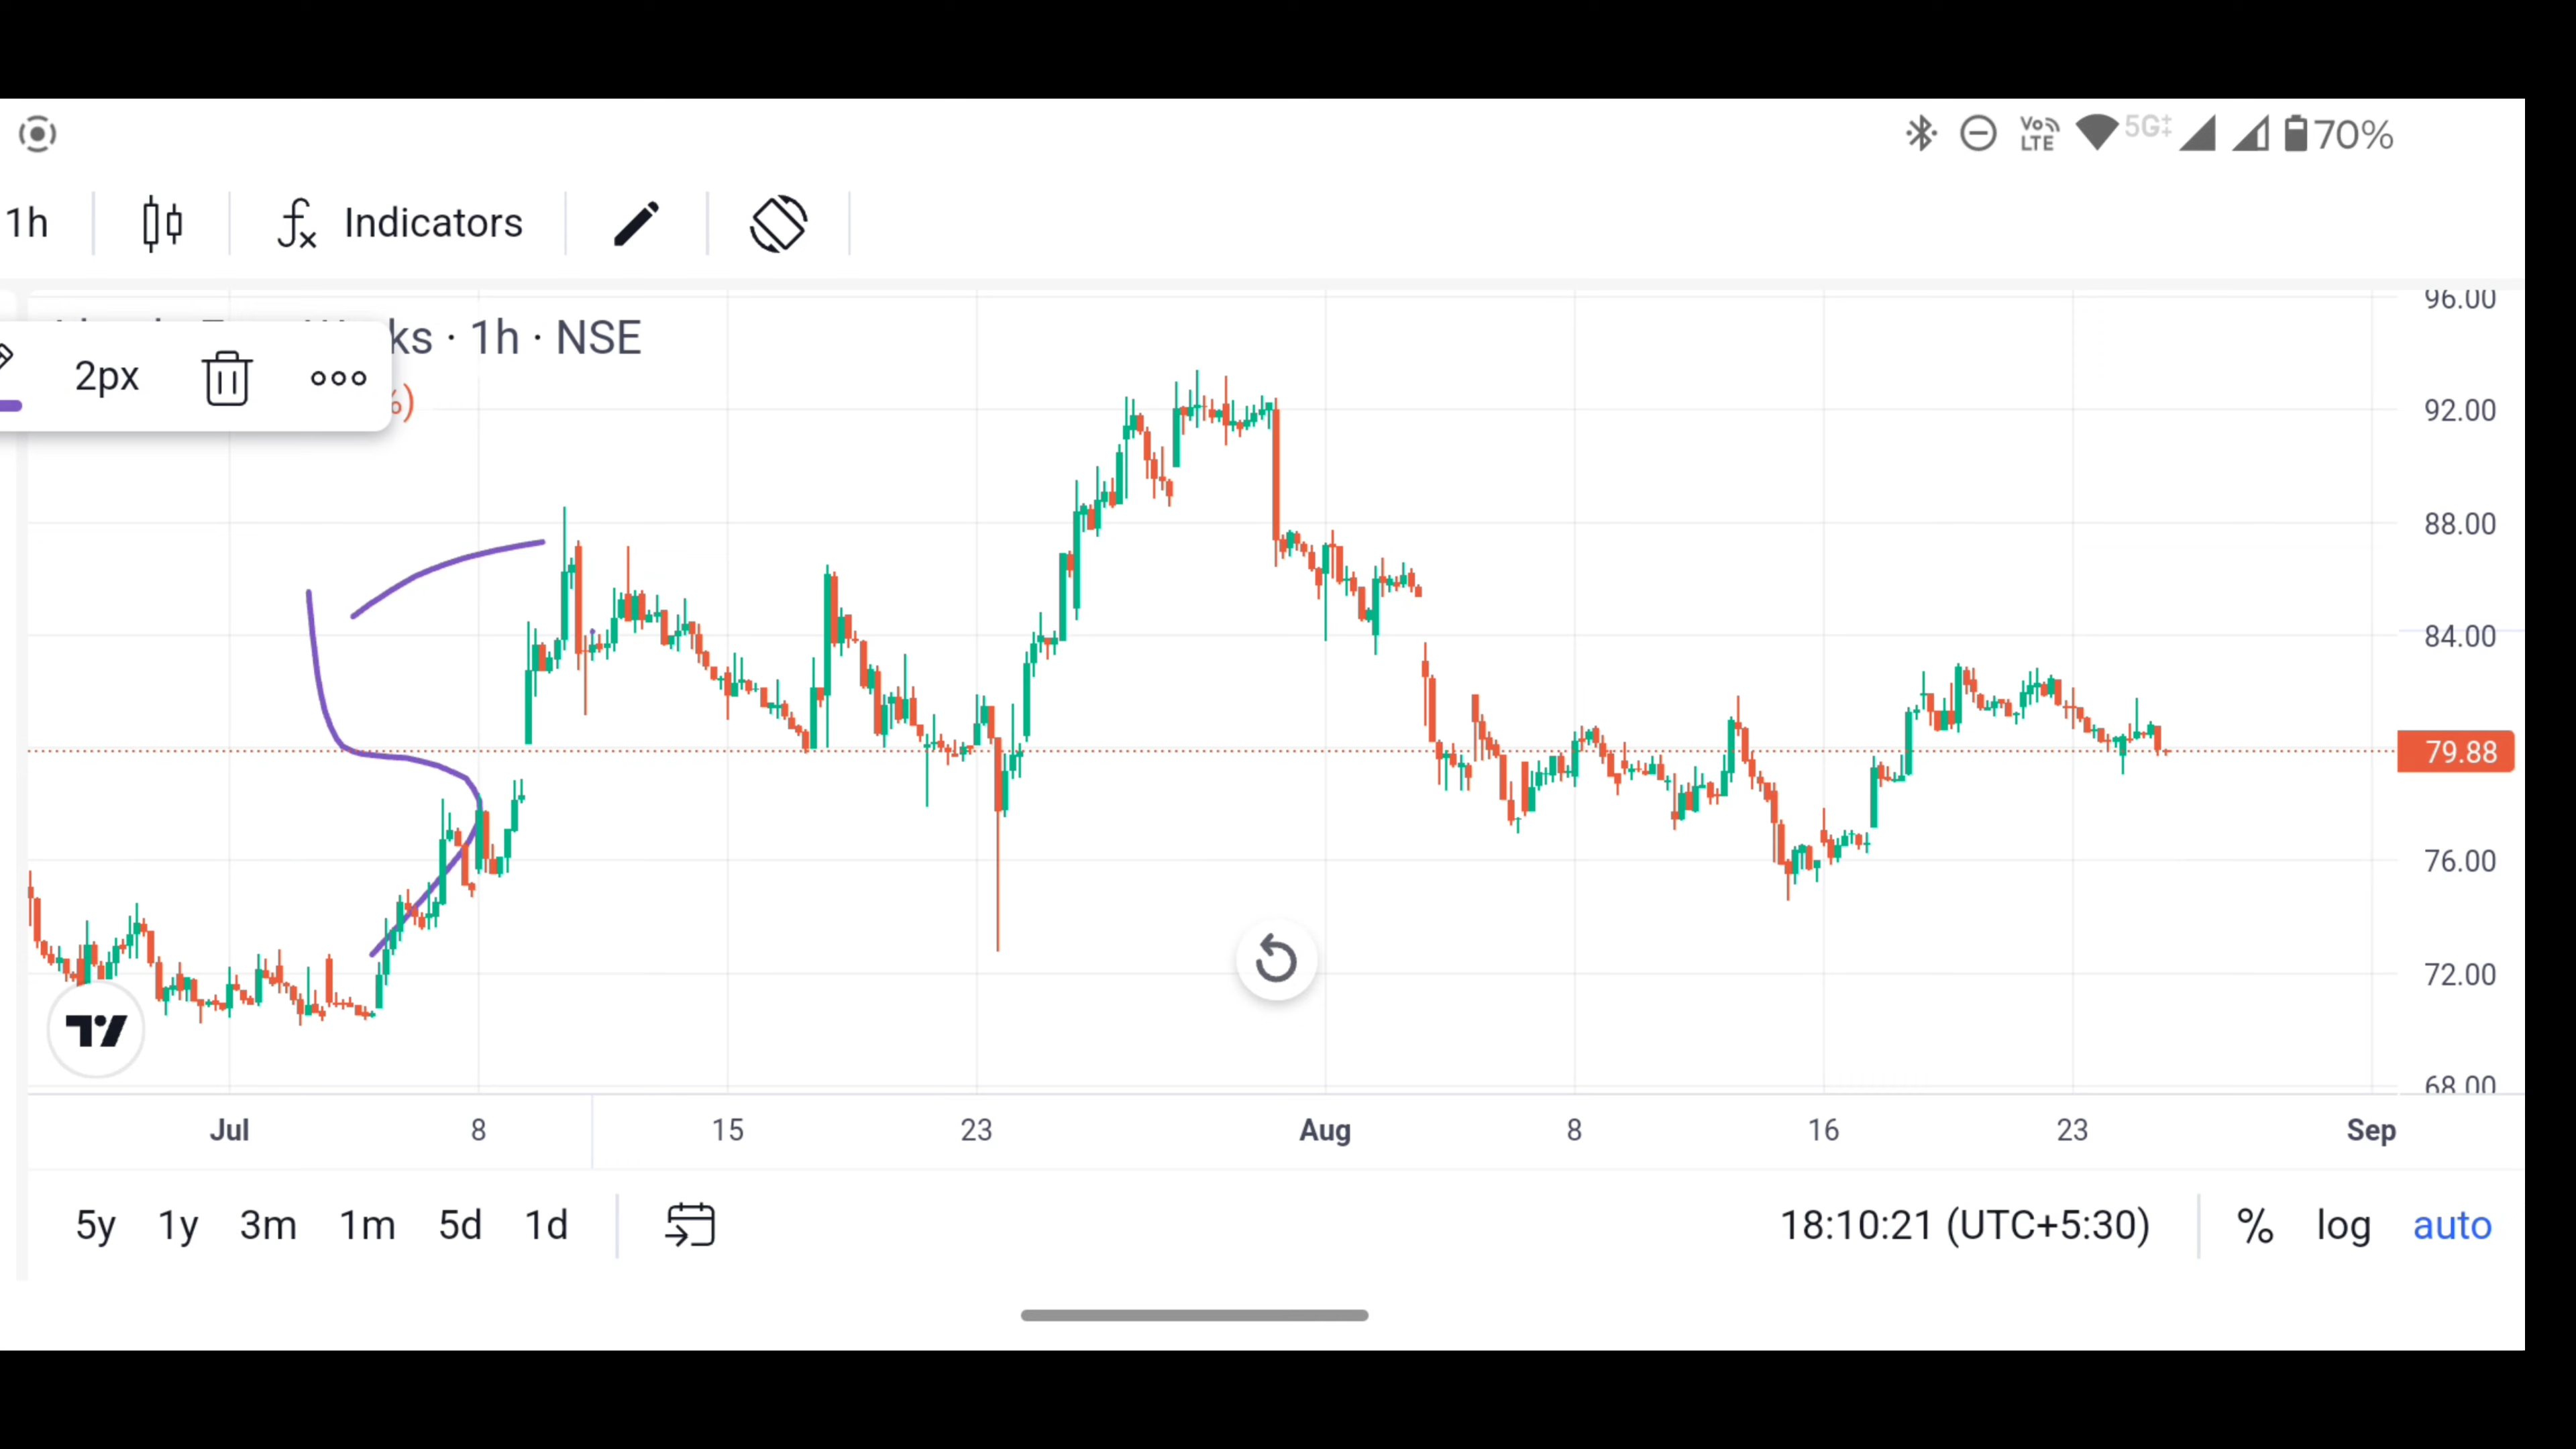 VoLTE 5G 70%
1h Indicators
ks · 1h · NSE
2px
%)
96.00
92.00
88.00
84.00
79.88
76.00
72.00
68.00
Jul 8 15 23 Aug 8 16 23 Sep
5y 1y 3m 1m 5d 1d 18:10:21 (UTC+5:30) % log auto